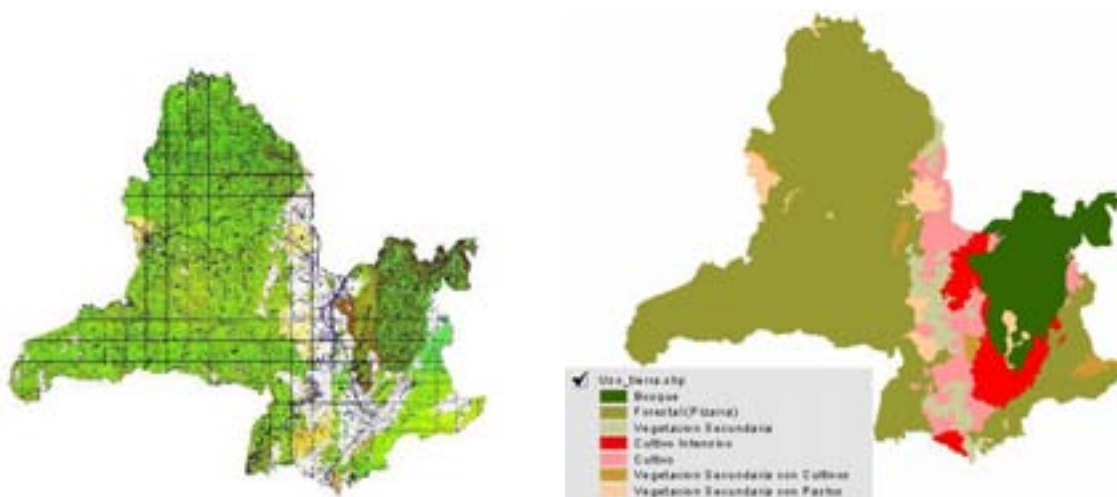 Uso_tierra.shp
Bosque
Forestal (Pizarra)
Vegetacion Secundaria
Cultivo Intensivo
Cultivo
Vegetacion Secundaria con Cultivos
Vegetacion Secundaria con Pastos